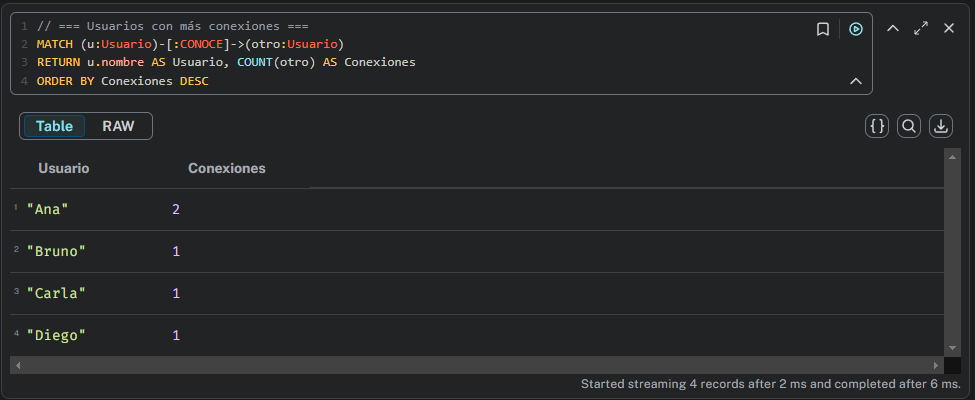 1 // === Usuarios con más conexiones ===
2 MATCH (u:Usuario)-[:CONOCE]->(otro:Usuario)
3 RETURN u.nombre AS Usuario, COUNT(otro) AS Conexiones
4 ORDER BY Conexiones DESC
Table RAW
{}
Usuario Conexiones
1 "Ana" 2
2 "Bruno" 1
3 "Carla" 1
4 "Diego" 1
Started streaming 4 records after 2 ms and completed after 6 ms.